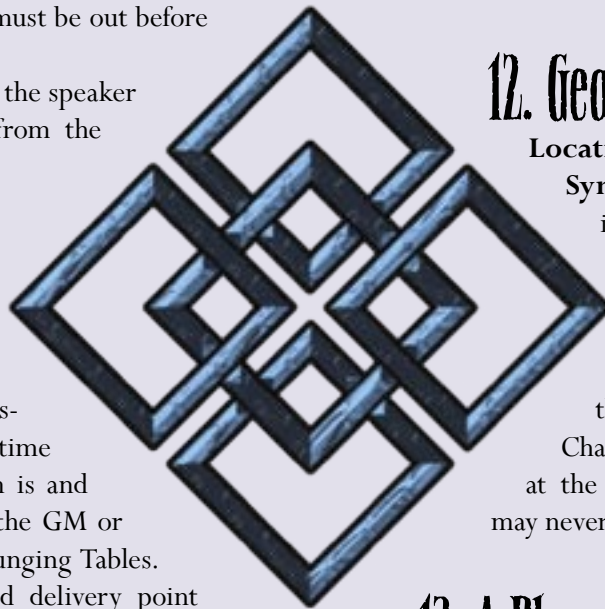 must be out before
the speaker
from the
s-
time
n is and
the GM or
unging Tables.
d delivery point
12. Geo
Locati
i
t
Cha
at the
may never